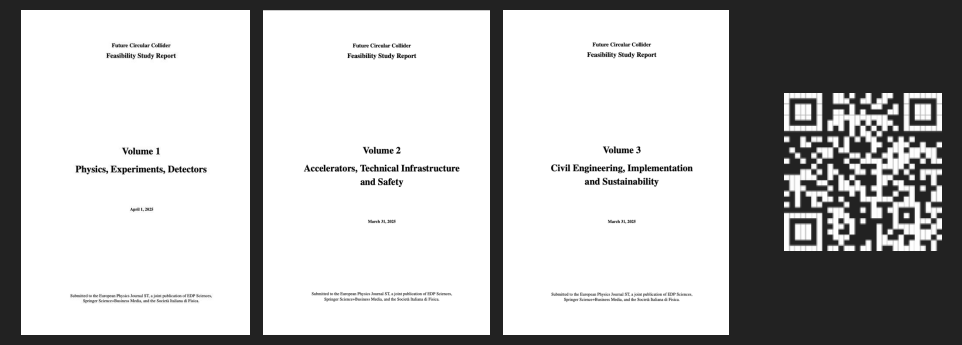 Future Circular Collider
Feasibility Study Report
Volume 1
Physics, Experiments, Detectors
April 1, 2025
Submitted to the European Physics Journal ST, a joint publication of EDP Sciences,
Springer Science+Business Media, and the Società Italiana di Fisica.
Future Circular Collider
Feasibility Study Report
Volume 2
Accelerators, Technical Infrastructure
and Safety
March 31, 2025
Submitted to the European Physics Journal ST, a joint publication of EDP Sciences,
Springer Science+Business Media, and the Società Italiana di Fisica.
Future Circular Collider
Feasibility Study Report
Volume 3
Civil Engineering, Implementation
and Sustainability
March 31, 2025
Submitted to the European Physics Journal ST, a joint publication of EDP Sciences,
Springer Science+Business Media, and the Società Italiana di Fisica.